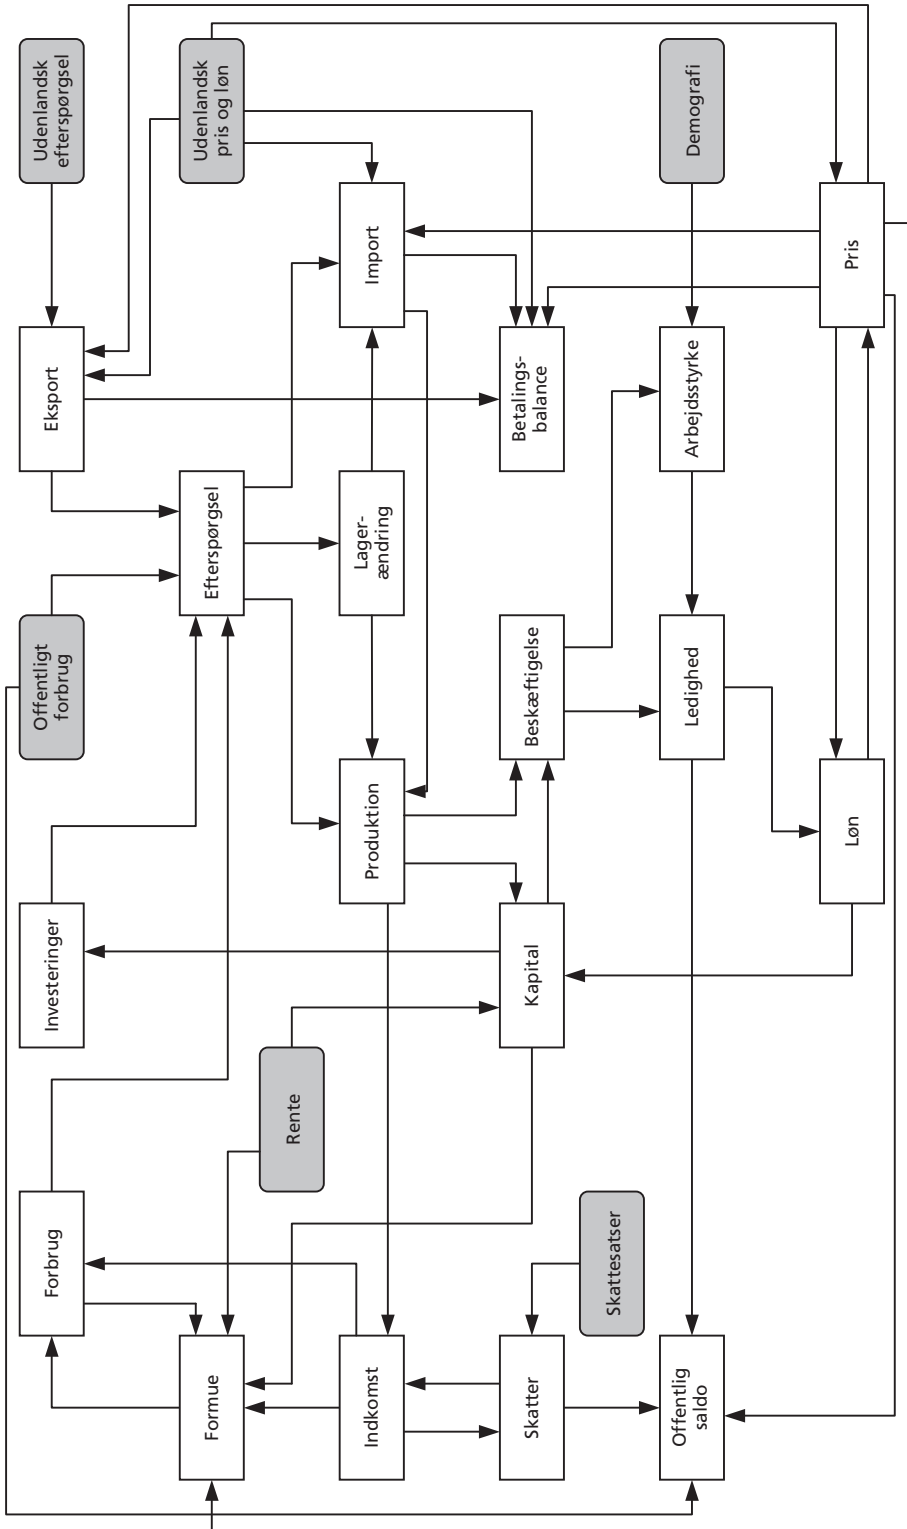 Forbrug
Investeringer
Offentligt
forbrug
Eksport
Udenlandsk
efterspørgsel
Formue
Efterspørgsel
Udenlandsk
pris og løn
Rente
Indkomst
Produktion
Lager-
ændring
Import
Skatter
Kapital
Beskæftigelse
Betalings-
balance
Skattesatser
Offentlig
saldo
Ledighed
Arbejdsstyrke
Demografi
Løn
Pris